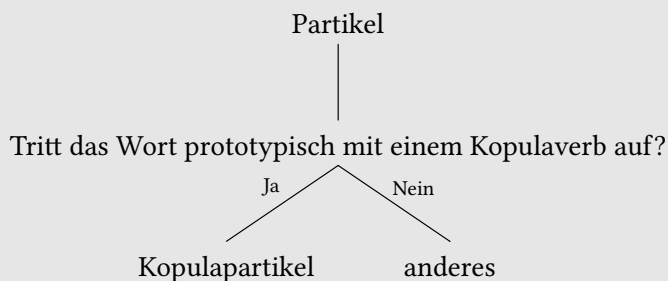 Partikel
Tritt das Wort prototypisch mit einem Kopulaverb auf?
Ja
Nein
Kopulapartikel
anderes